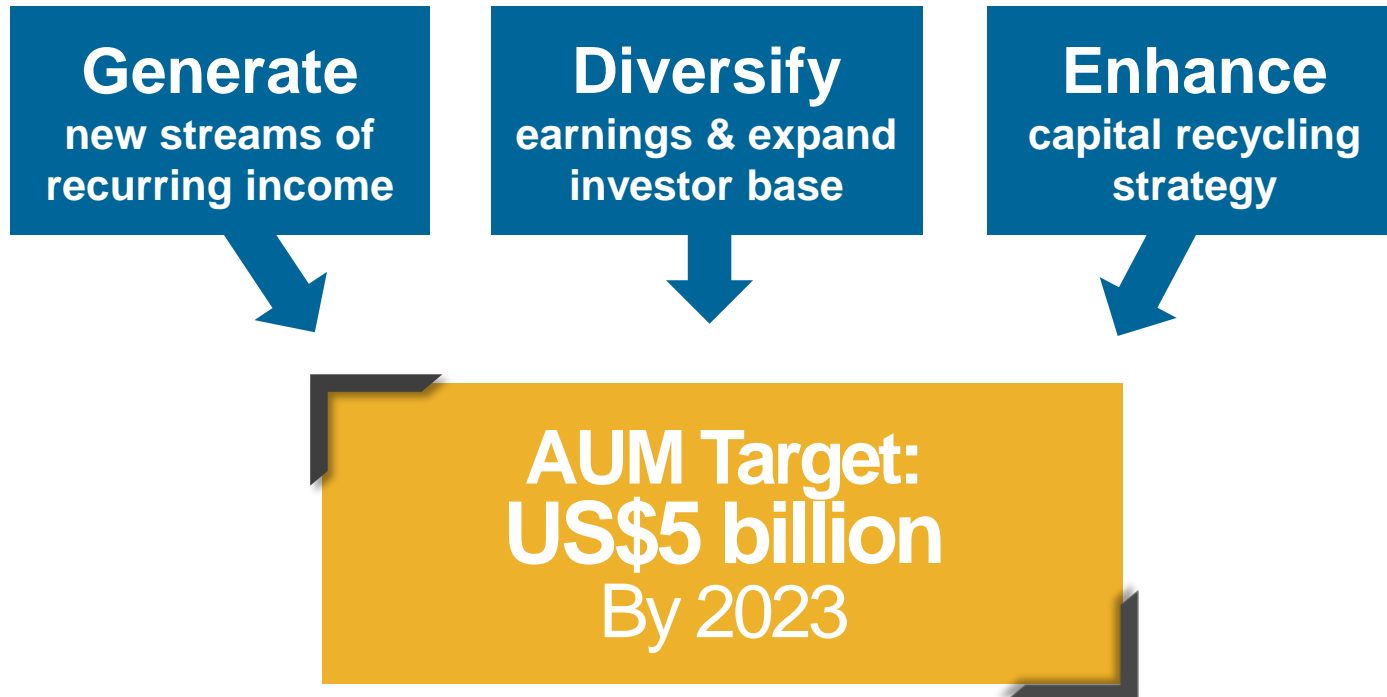 Generate
new streams of
recurring income
Diversify
earnings & expand
investor base
Enhance
capital recycling
strategy
AUM Target:
US$5 billion
By 2023